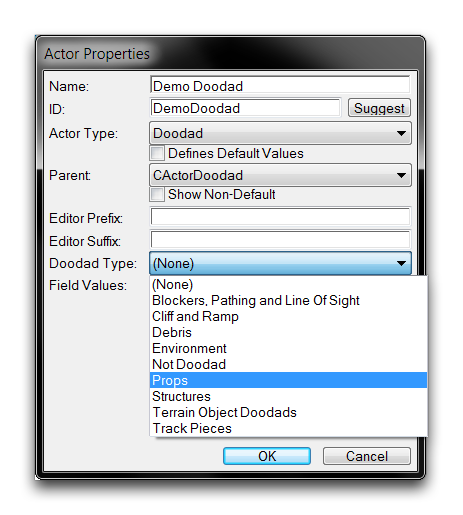 Actor Properties
Name: Demo Doodad
ID: DemoDoodad Suggest
Actor Type: Doodad
Defines Default Values
Parent: CActorDoodad
Show Non-Default
Editor Prefix:
Editor Suffix:
Doodad Type: (None)
Field Values: (None)
Blockers, Pathing and Line Of Sight
Cliff and Ramp
Debris
Environment
Not Doodad
Props
Structures
Terrain Object Doodads
Track Pieces
OK Cancel